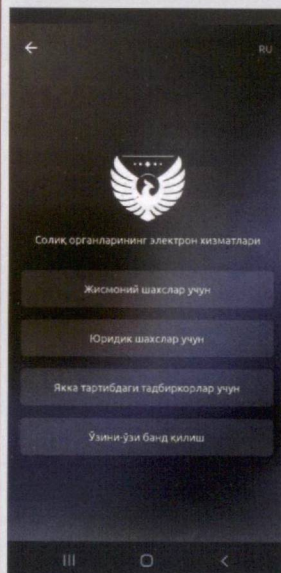 RU
Солиқ органларининг электрон хизматлари
Жисмоний шахслар учун
Юридик шахслар учун
Якка тартибдаги тадбиркорлар учун
Ўзини-ўзи банд қилиш